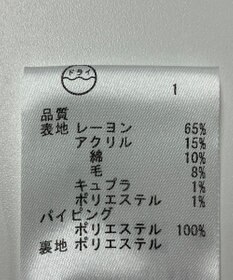 ドライ
1
品質
表地 レーヨン 65%
アクリル 15%
綿 10%
毛 8%
キュプラ 1%
ポリエステル 1%
パイピング
ポリエステル 100%
裏地 ポリエステル